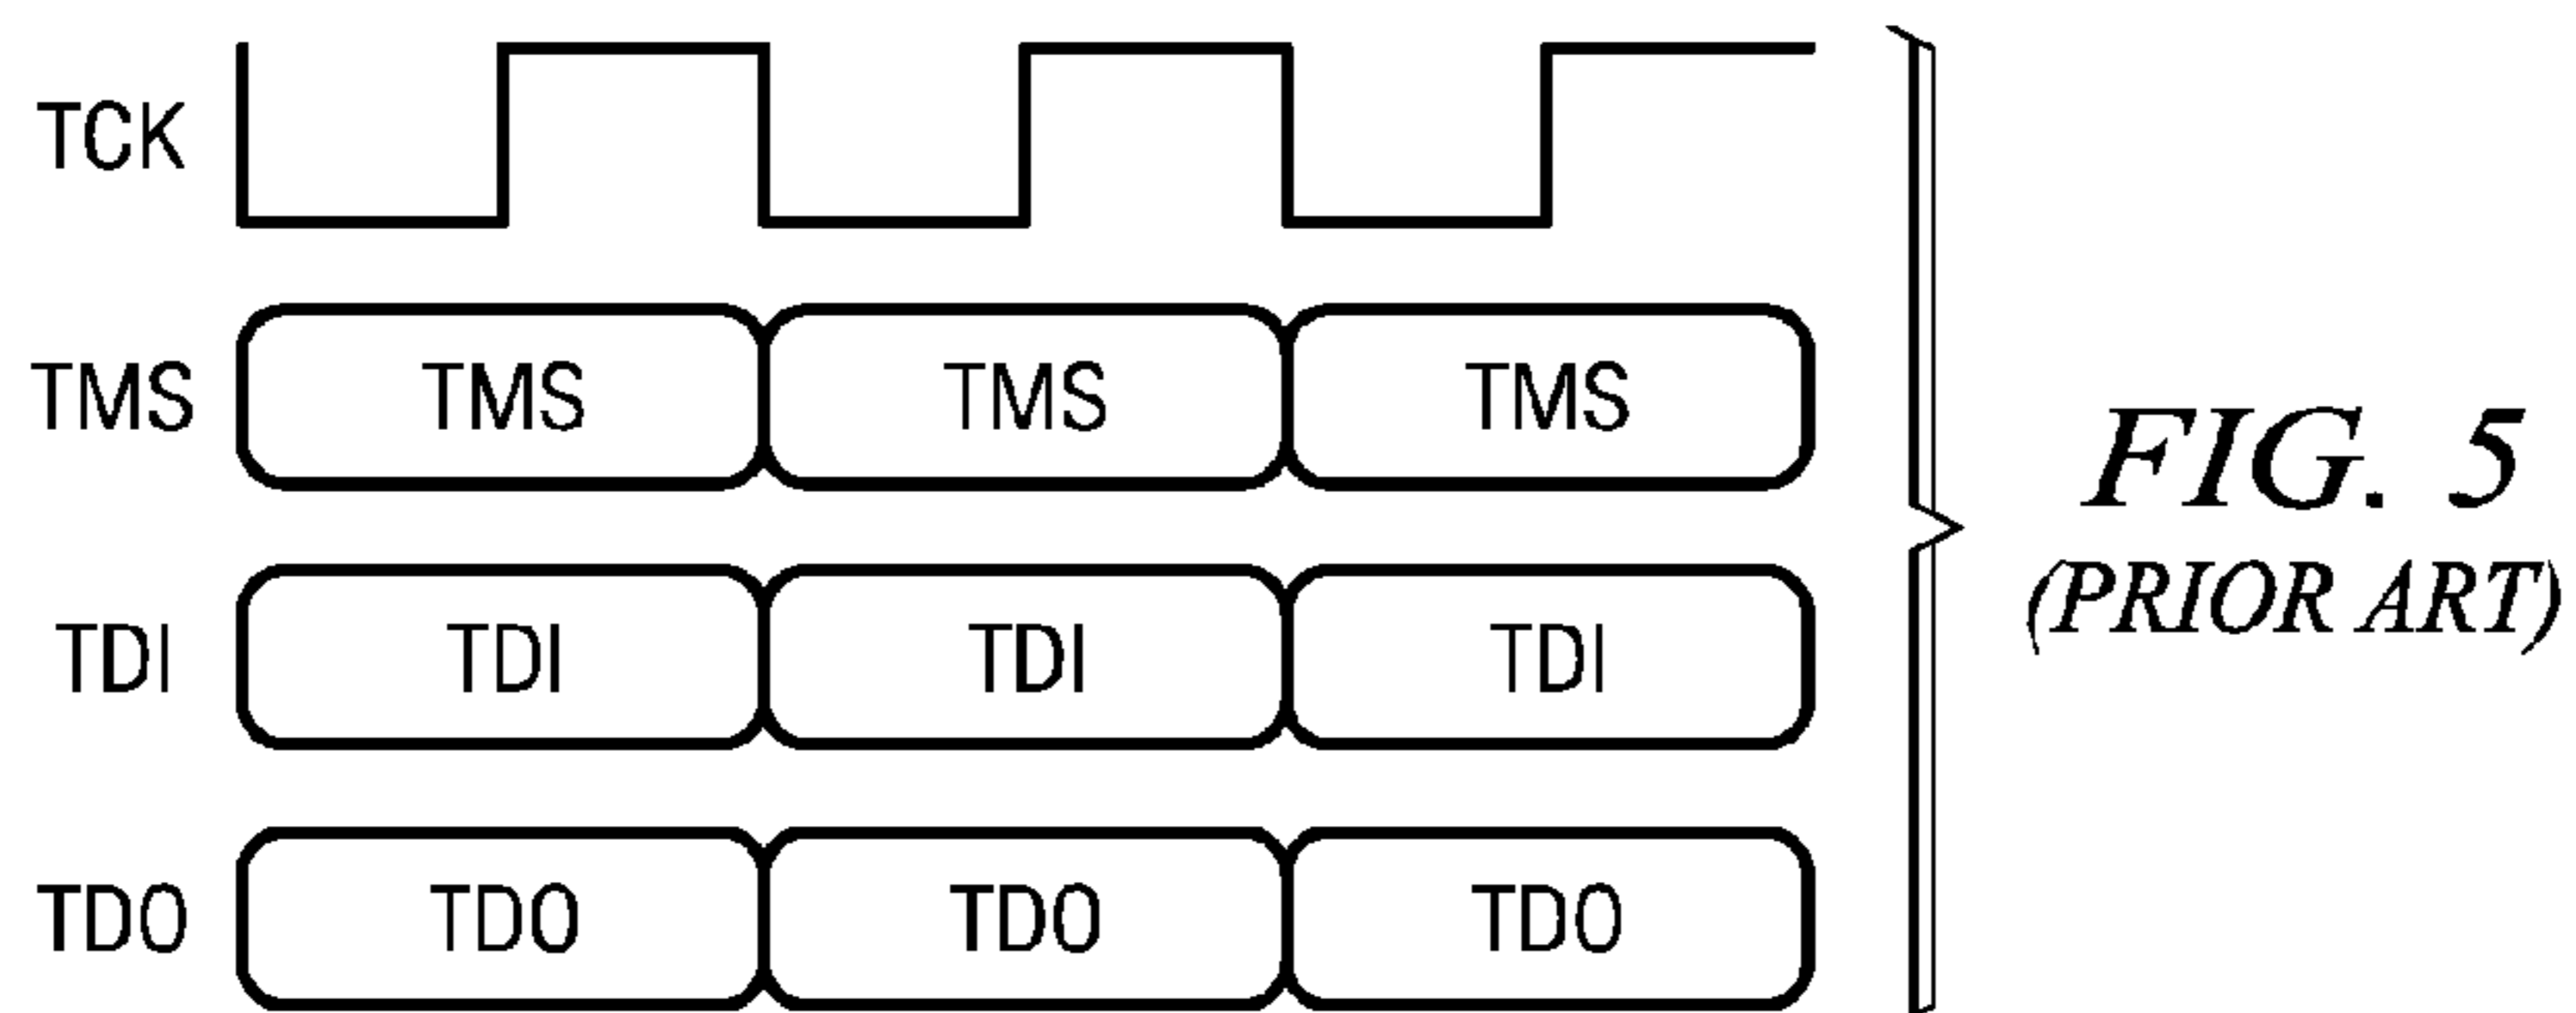 TCK
TMS TMS TMS TMS
TDI TDI TDI TDI
TDO TDO TDO TDO
FIG. 5
(PRIOR ART)